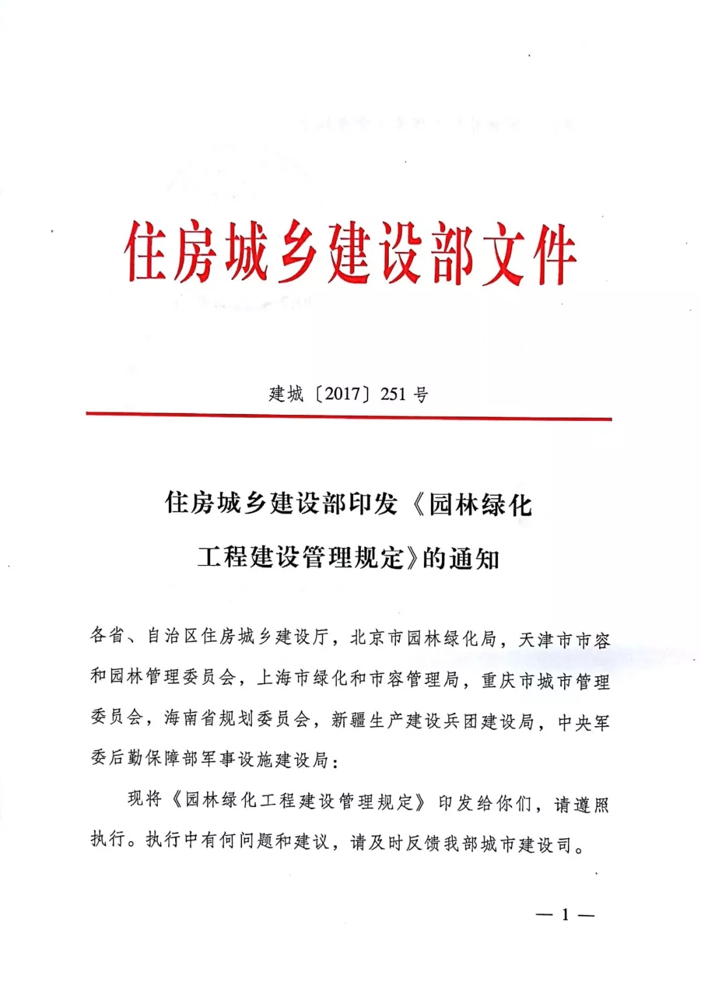 住房城乡建设部文件
建城〔2017〕251号
住房城乡建设部印发《园林绿化
工程建设管理规定》的通知
各省、自治区住房城乡建设厅，北京市园林绿化局，天津市市容
和园林管理委员会，上海市绿化和市容管理局，重庆市城市管理
委员会，海南省规划委员会，新疆生产建设兵团建设局，中央军
委后勤保障部军事设施建设局：
现将《园林绿化工程建设管理规定》印发给你们，请遵照
执行。执行中有何问题和建议，请及时反馈我部城市建设司。
— 1 —